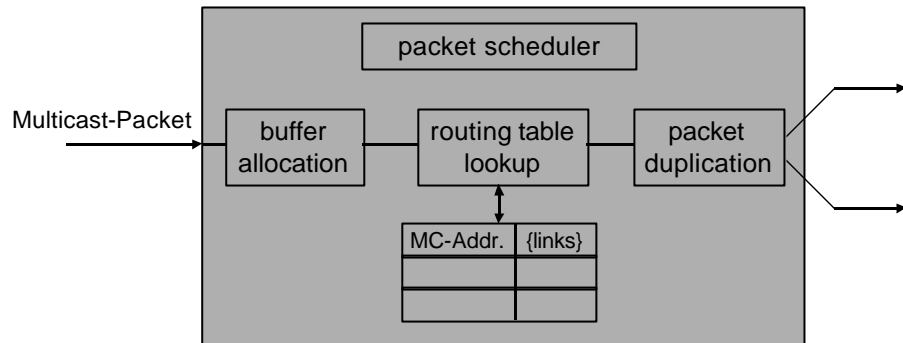 packet scheduler
Multicast-Packet
buffer
allocation
routing table
lookup
packet
duplication
MC-Addr.
{links}